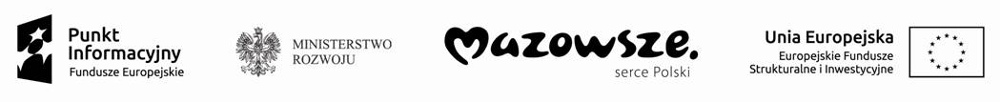 Punkt
Informacyjny
Fundusze Europejskie
MINISTERSTWO
ROZWOJU
Mazowsze.
serce Polski
Unia Europejska
Europejskie Fundusze
Strukturalne i Inwestycyjne